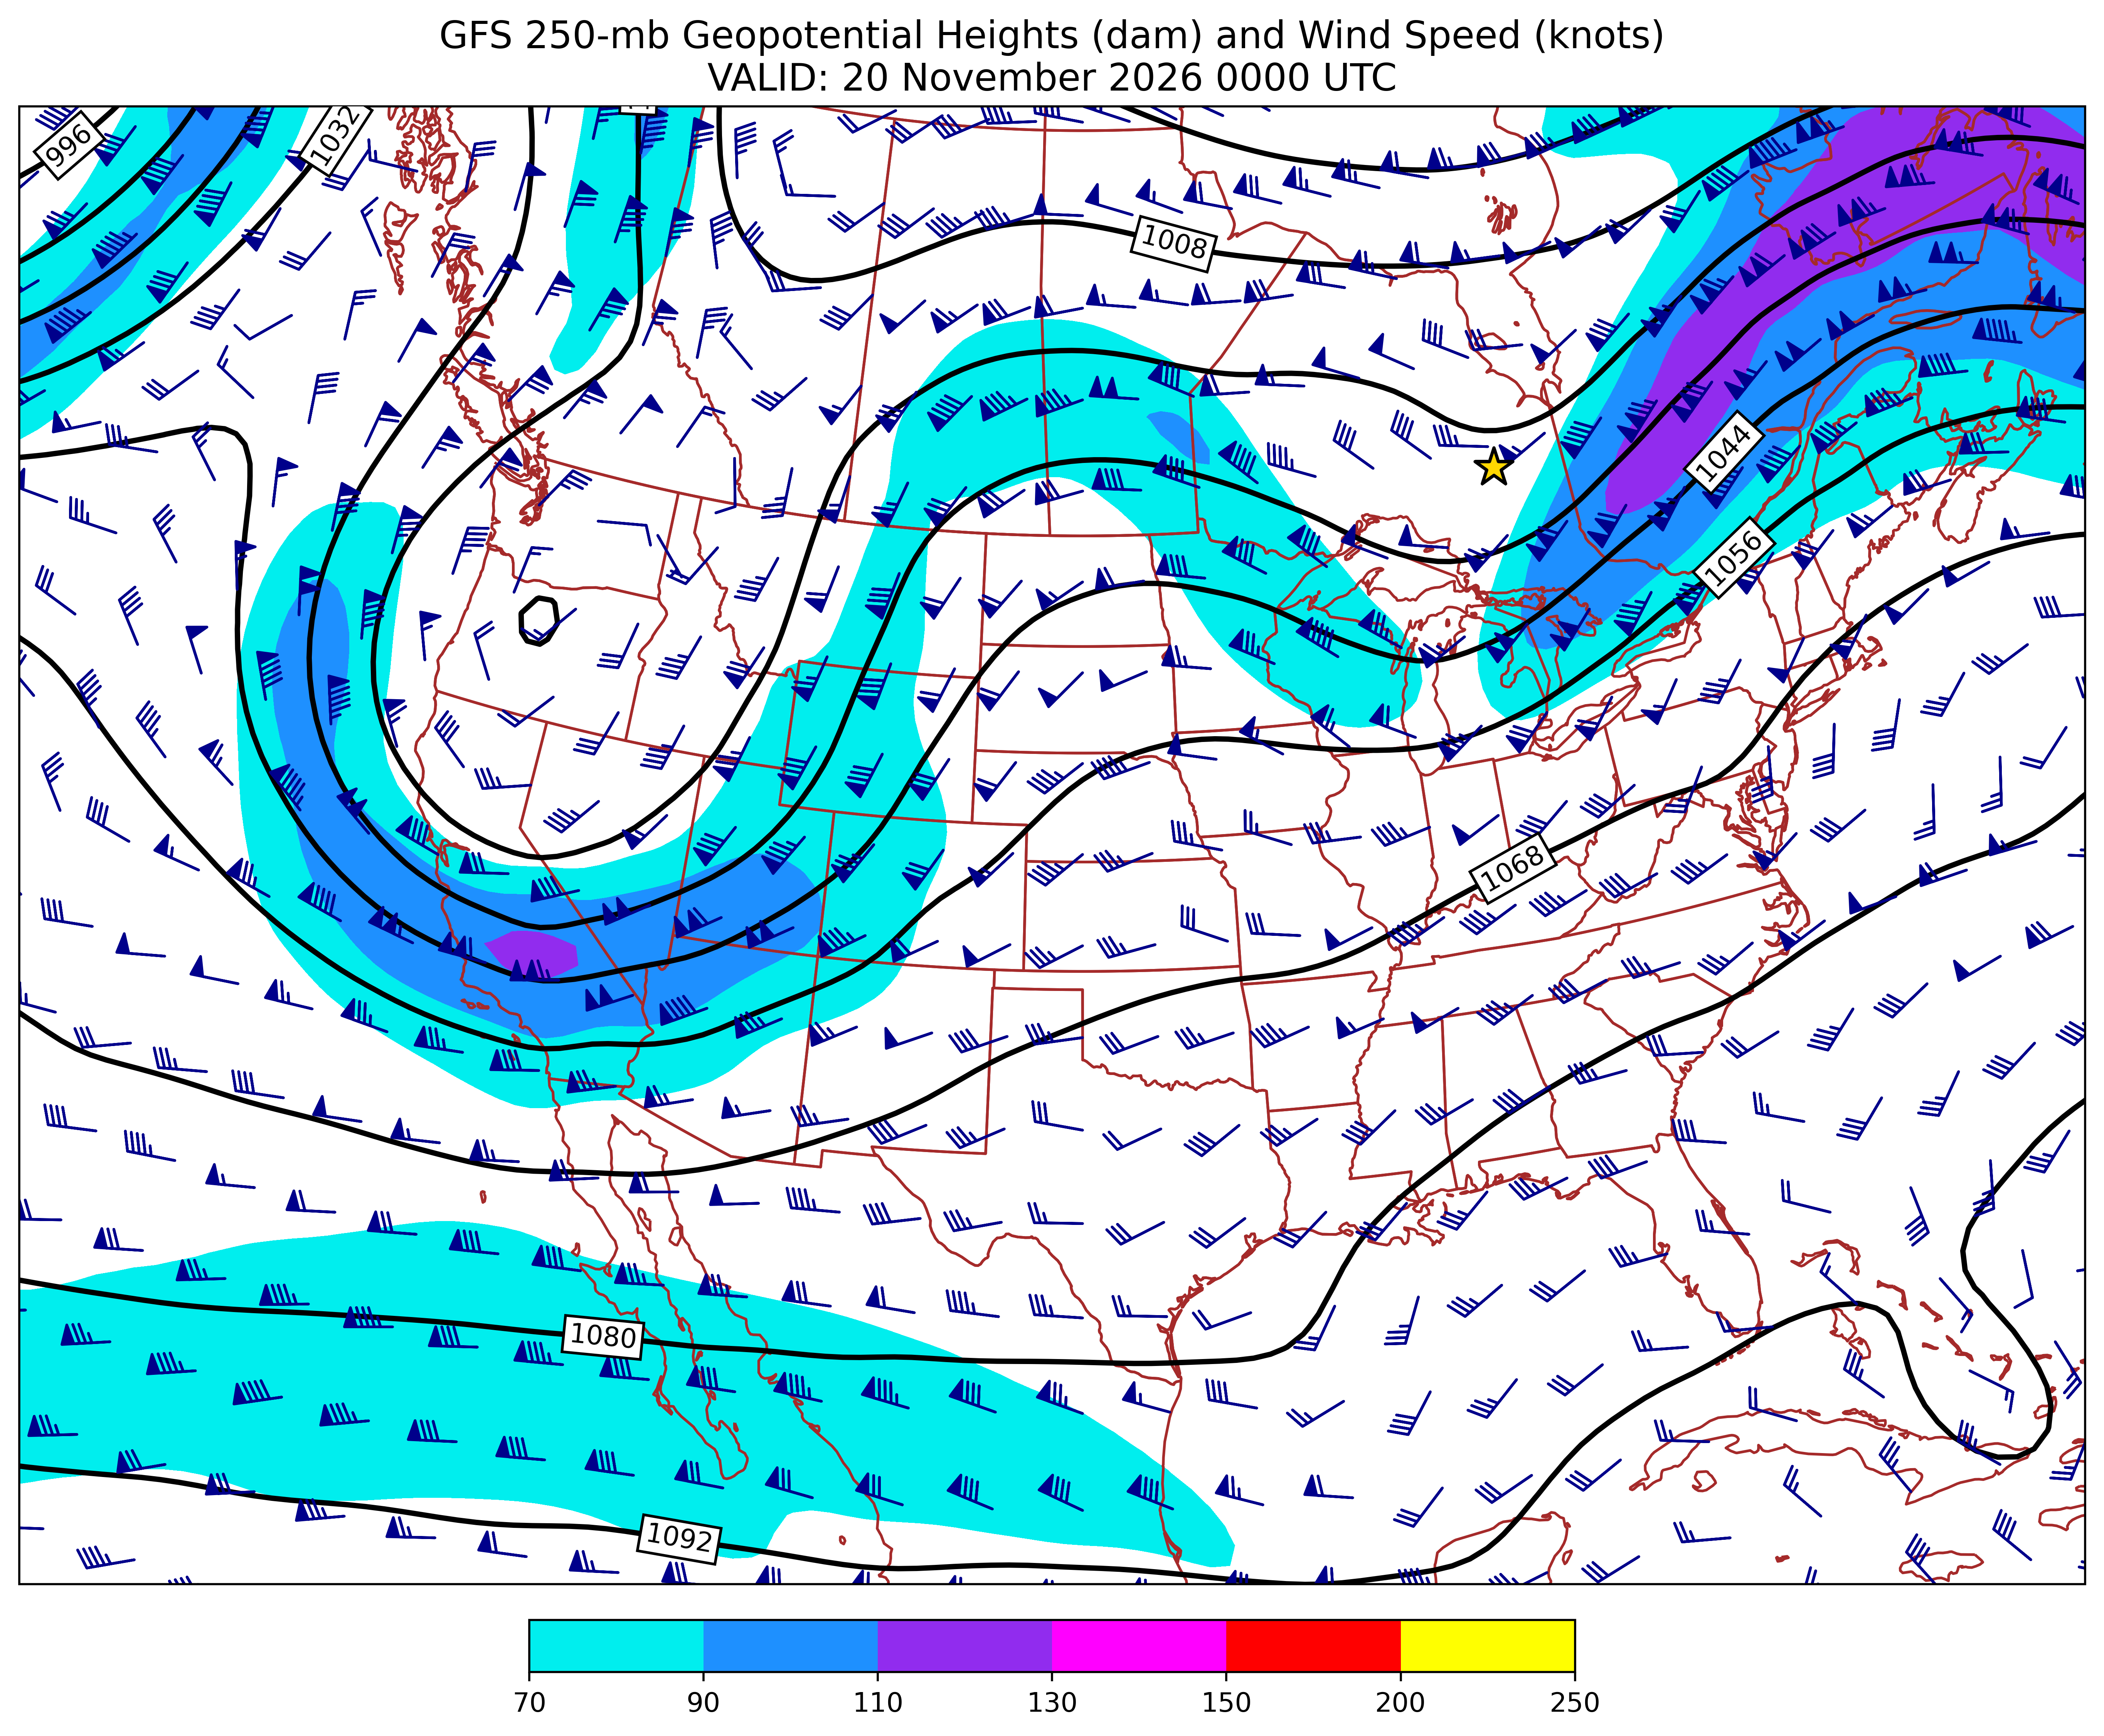 GFS 250-mb Geopotential Heights (dam) and Wind Speed (knots)
VALID: 20 November 2026 0000 UTC
996
1032
1008
1044
1056
1068
1080
1092
70 90 110 130 150 200 250